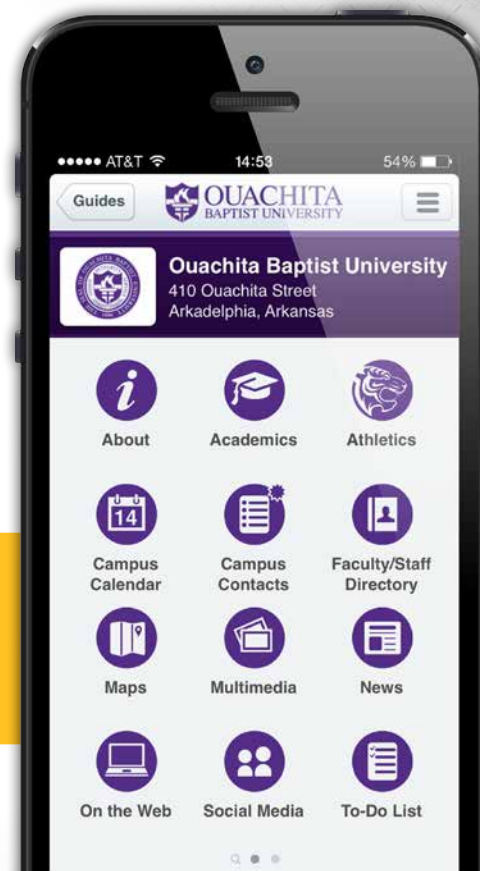 AT&T 14:53 54%
Guides OUACHITA
BAPTIST UNIVERSITY
Ouachita Baptist University
410 Ouachita Street
Arkadelphia, Arkansas
About Academics Athletics
14
Campus Campus Faculty/Staff
Calendar Contacts Directory
Maps Multimedia News
On the Web Social Media To-Do List